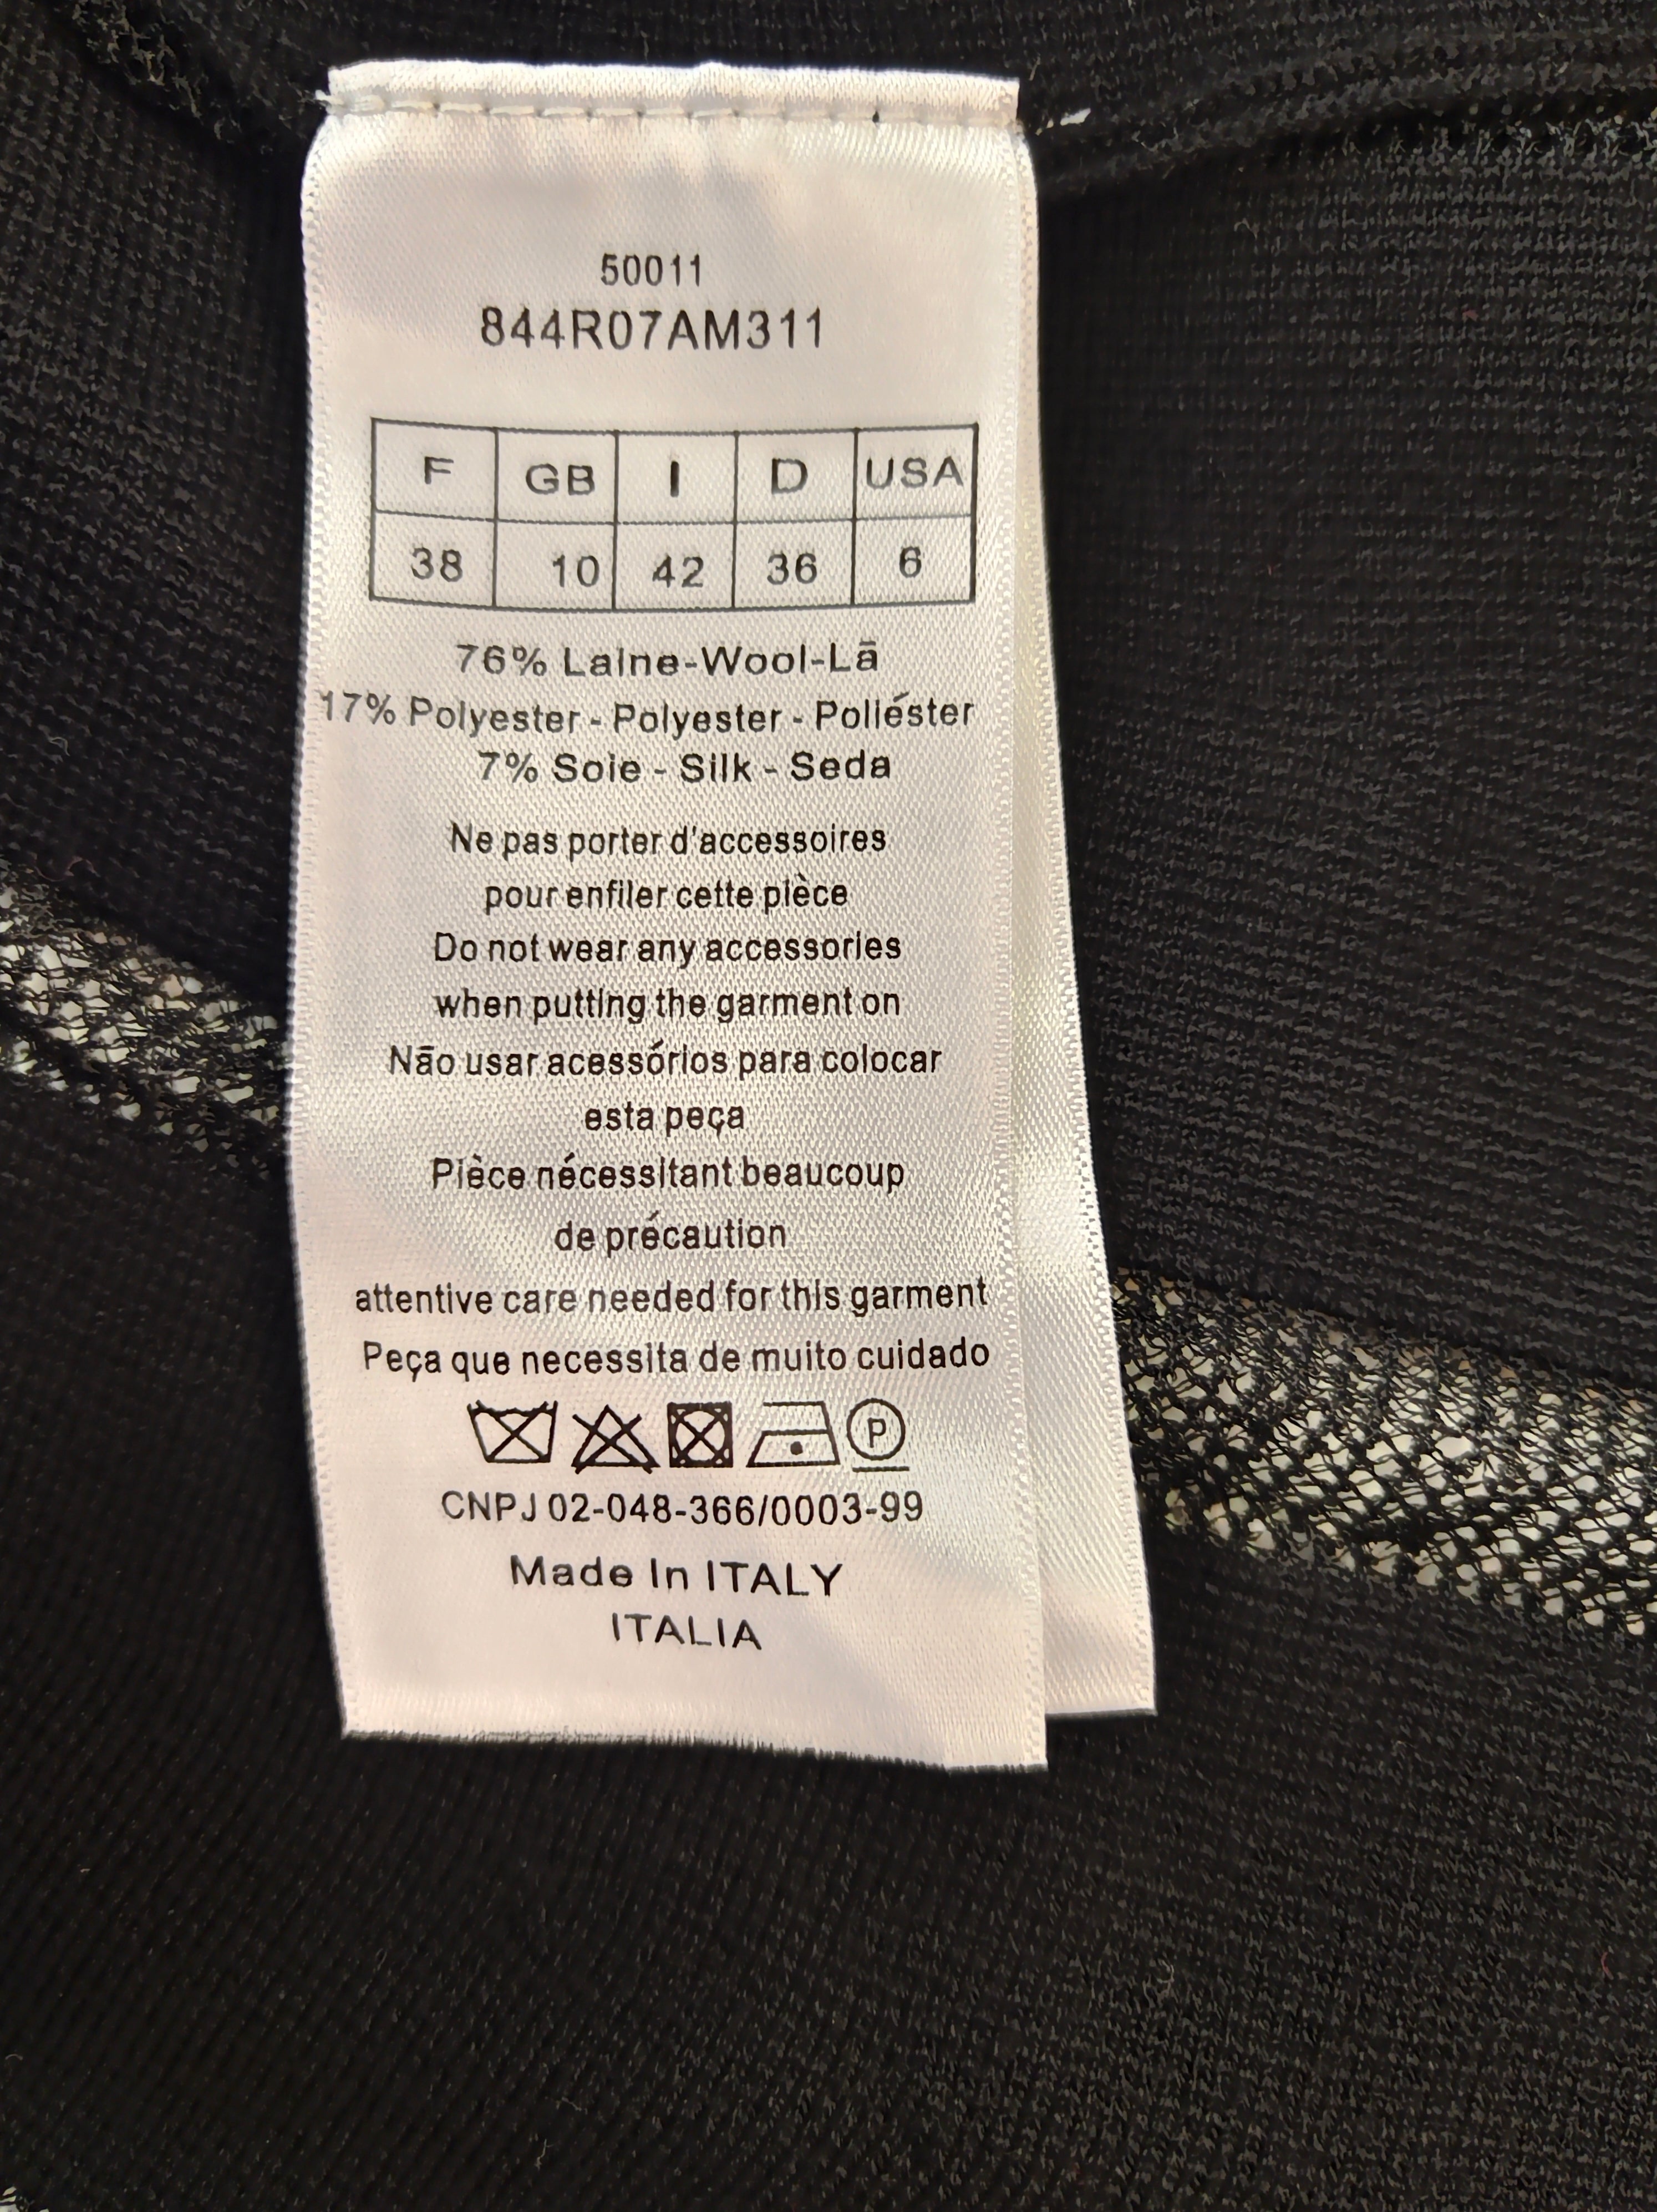 50011
844R07AM311
F GB I D USA
38 10 42 36 6
76% Laine-Wool-Lã
17% Polyester - Polyester - Poliéster
7% Soie - Silk - Seda
Ne pas porter d'accessoires
pour enfiler cette pièce
Do not wear any accessories
when putting the garment on
Não usar acessórios para colocar
esta peça
Pièce nécessitant beaucoup
de précaution
attentive care needed for this garment
Peça que necessita de muito cuidado
P
CNPJ 02-048-366/0003-99
Made In ITALY
ITALIA